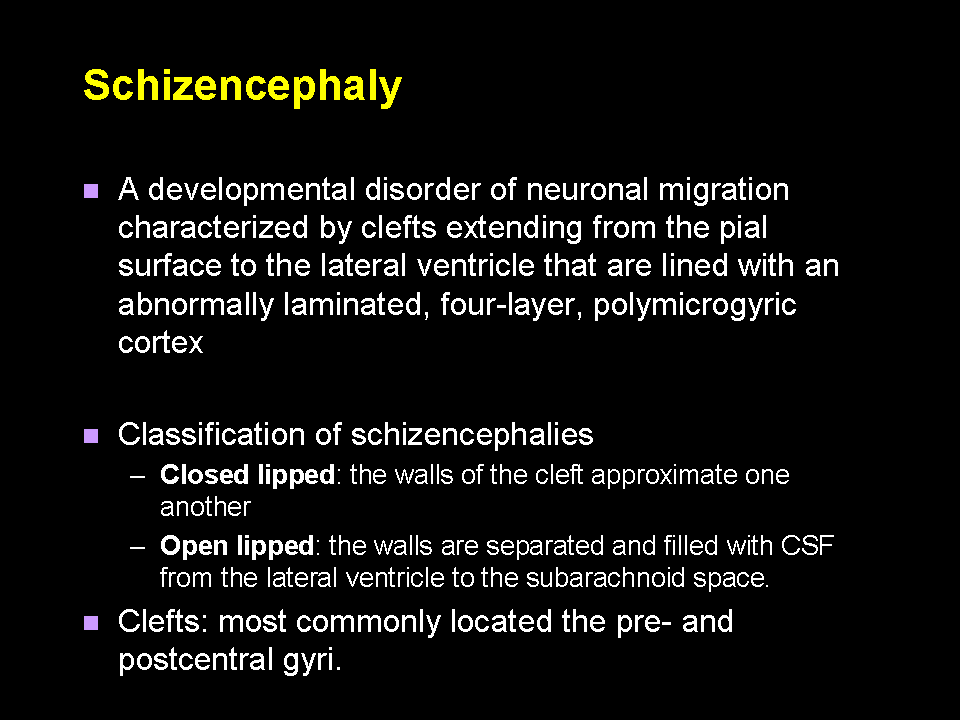 Schizencephaly
■ A developmental disorder of neuronal migration
characterized by clefts extending from the pial
surface to the lateral ventricle that are lined with an
abnormally laminated, four-layer, polymicrogyric
cortex
■ Classification of schizencephalies
– Closed lipped: the walls of the cleft approximate one
another
– Open lipped: the walls are separated and filled with CSF
from the lateral ventricle to the subarachnoid space.
■ Clefts: most commonly located the pre- and
postcentral gyri.